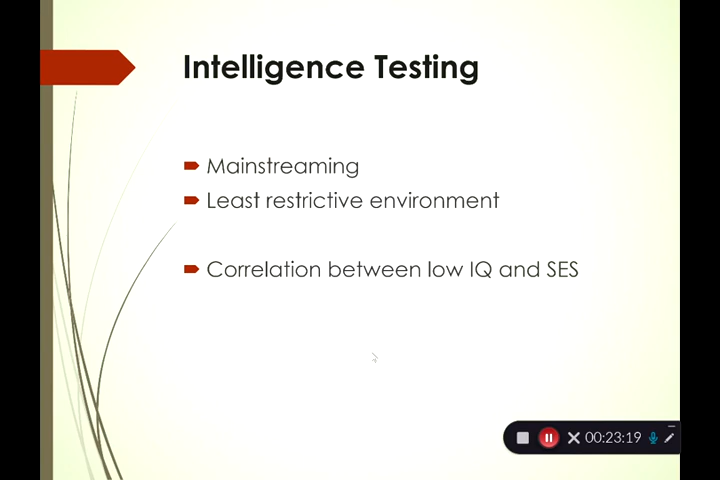 Intelligence Testing
Mainstreaming
Least restrictive environment
Correlation between low IQ and SES
00:23:19